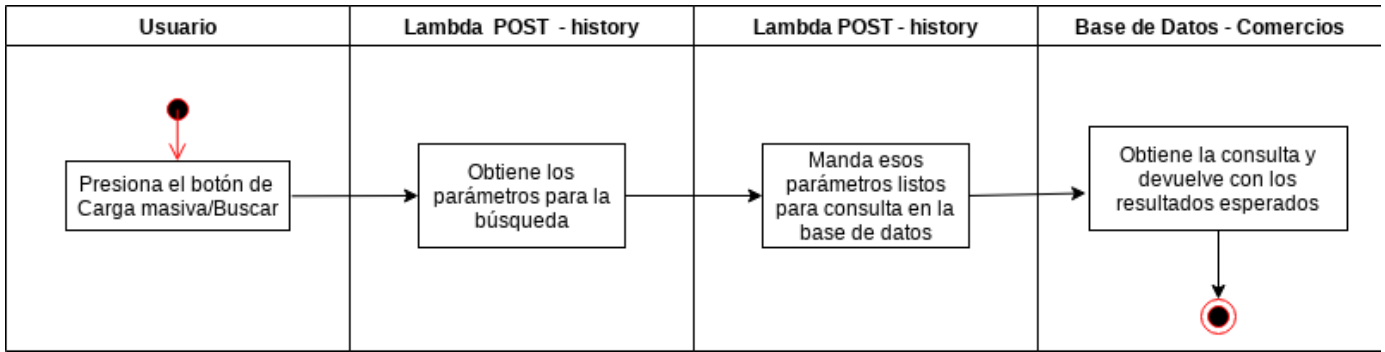 Usuario
Lambda POST - history
Lambda POST - history
Base de Datos - Comercios
Presiona el botón de
Carga masiva/Buscar
Obtiene los
parámetros para la
búsqueda
Manda esos
parámetros listos
para consulta en la
base de datos
Obtiene la consulta y
devuelve con los
resultados esperados